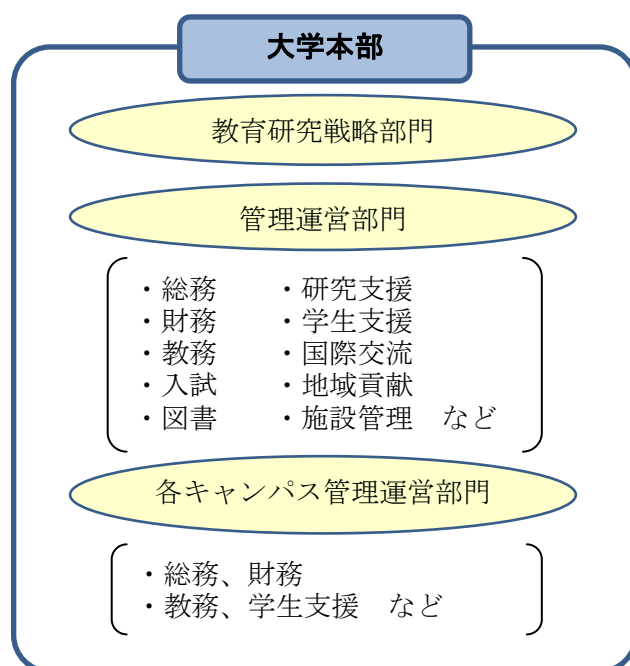 大学本部
教育研究戦略部門
管理運営部門
・総務　・研究支援
・財務　・学生支援
・教務　・国際交流
・入試　・地域貢献
・図書　・施設管理　など
各キャンパス管理運営部門
・総務、財務
・教務、学生支援　など